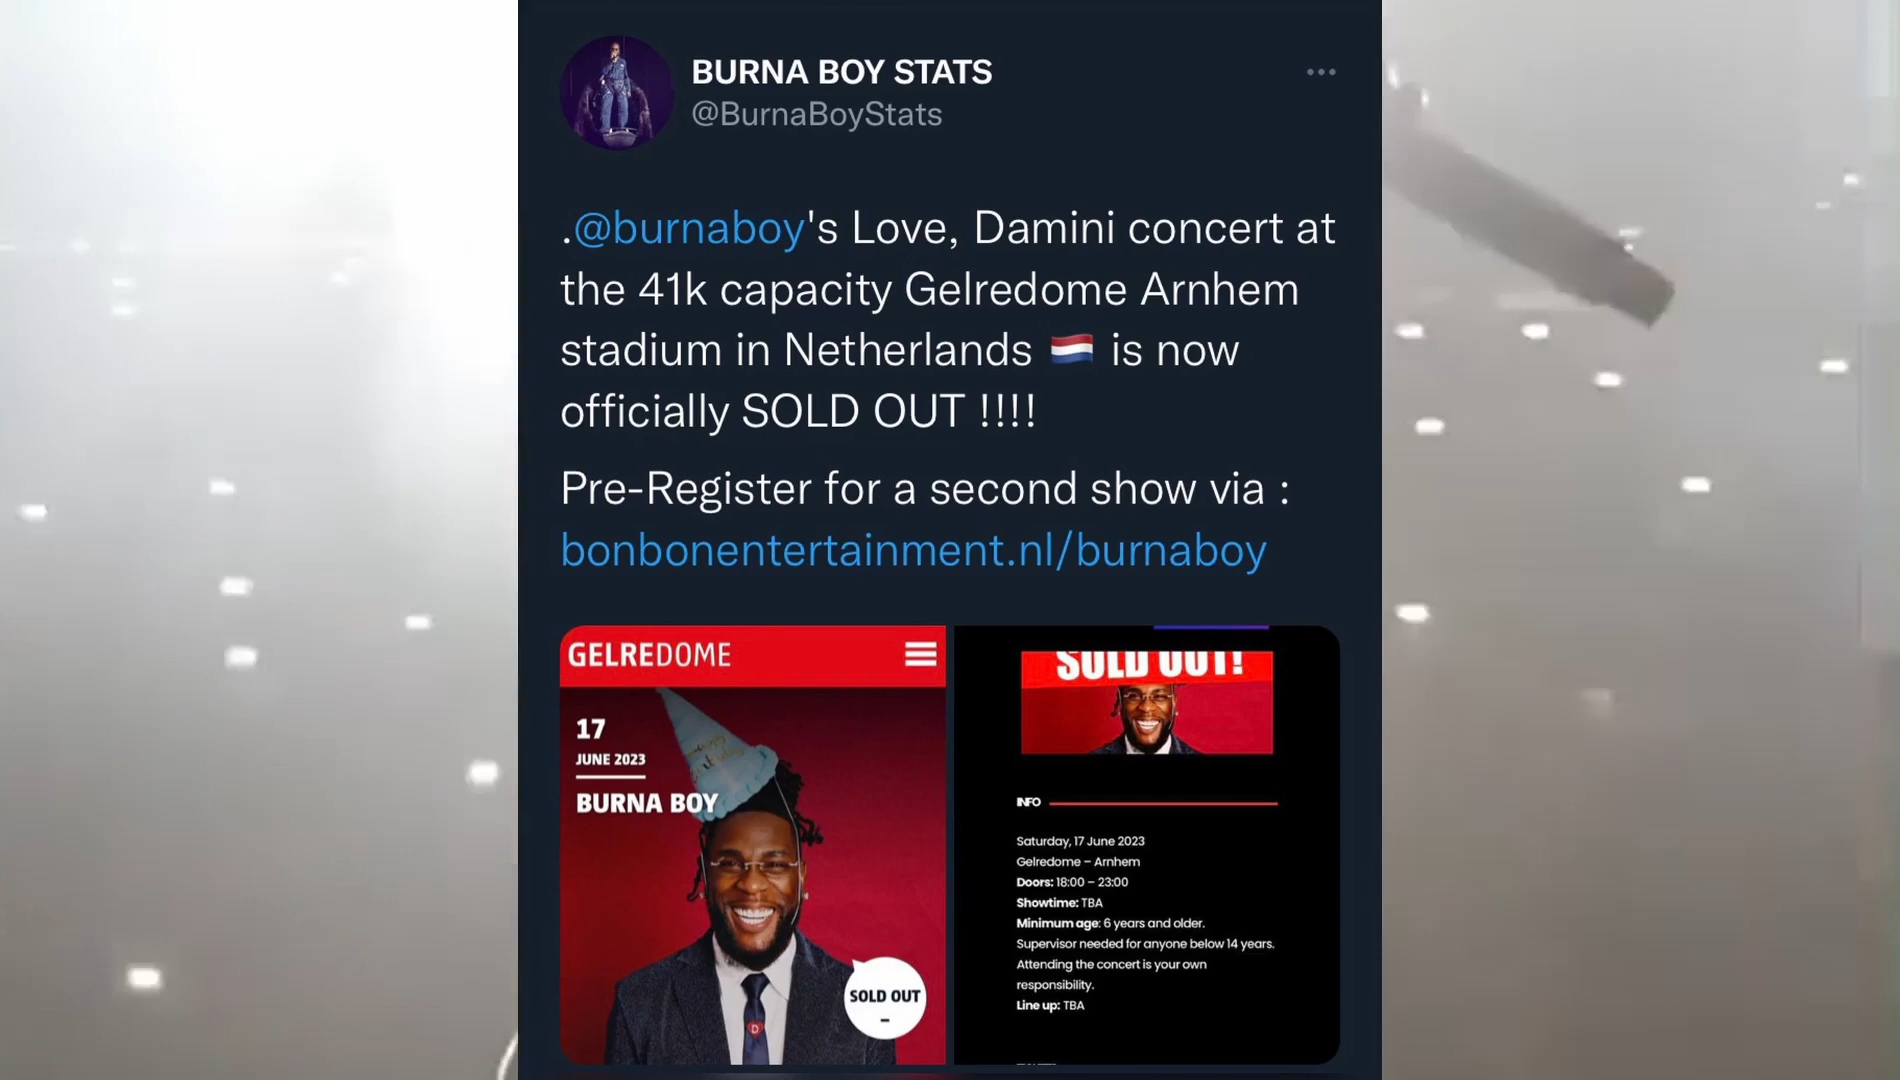 BURNA BOY STATS
@BurnaBoyStats
.@burnaboy's Love, Damini concert at
the 41k capacity Gelredome Arnhem
stadium in Netherlands 🇳🇱 is now
officially SOLD OUT !!!!
Pre-Register for a second show via :
bonbonentertainment.nl/burnaboy
GELREDOME
17
JUNE 2023
BURNA BOY
SOLD OUT
D
SOLD OUT!
INFO
Saturday, 17 June 2023
Gelredome – Arnhem
Doors: 18:00 – 23:00
Showtime: TBA
Minimum age: 6 years and older.
Supervisor needed for anyone below 14 years.
Attending the concert is your own
responsibility.
Line up: TBA